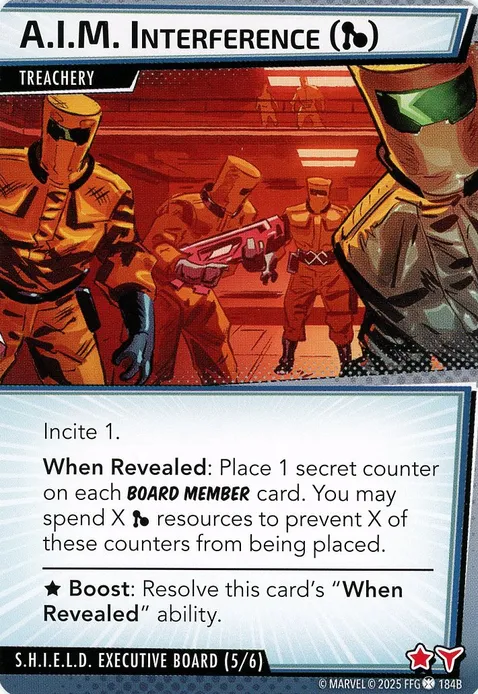 A.I.M. Interference ()
TREACHERY
Incite 1.
When Revealed: Place 1 secret counter
on each BOARD MEMBER card. You may
spend X resources to prevent X of
these counters from being placed.
★ Boost: Resolve this card's “When
Revealed” ability.
S.H.I.E.L.D. EXECUTIVE BOARD (5/6)
© MARVEL © 2025 FFG 184B